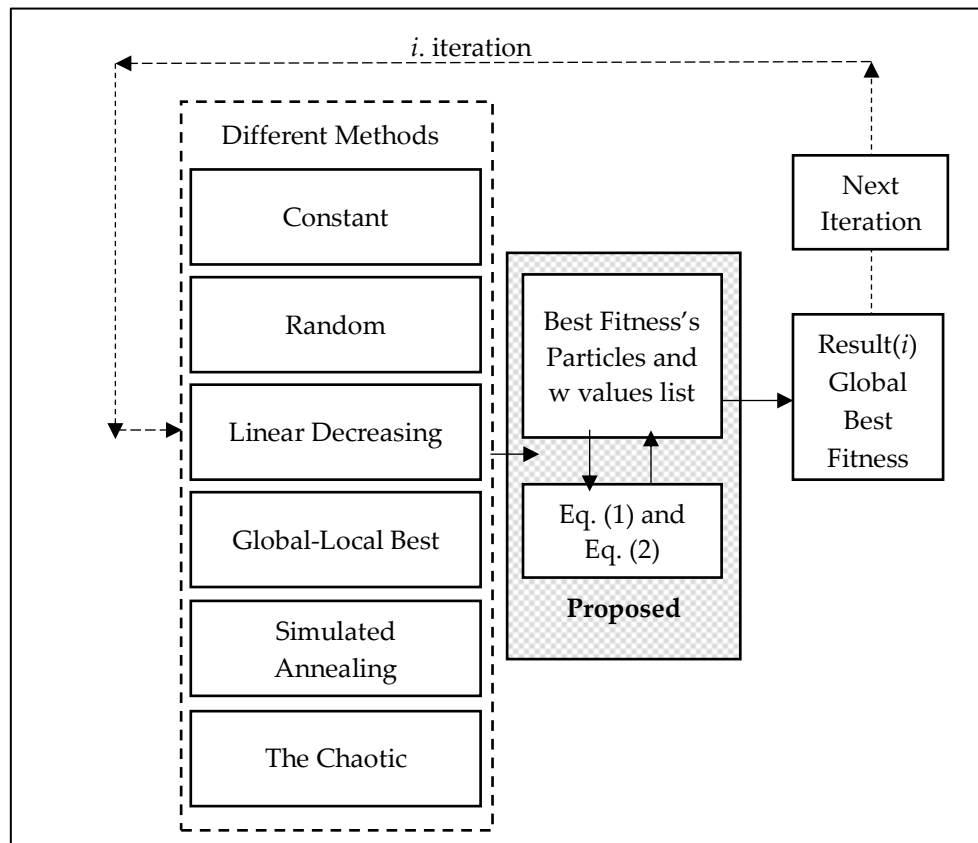 i. iteration
Different Methods
Constant
Random
Linear Decreasing
Global-Local Best
Simulated
Annealing
The Chaotic
Best Fitness’s
Particles and
w values list
Eq. (1) and
Eq. (2)
Proposed
Next
Iteration
Result(i)
Global
Best
Fitness